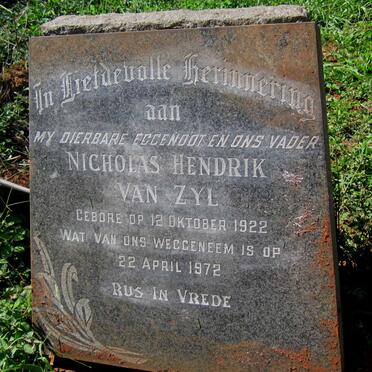 In Liefdevolle Herinnering
aan
MY DIERBARE EGGENOOT EN ONS VADER
NICHOLAS HENDRIK
VAN ZYL
GEBORE OP 12 OKTOBER 1922
WAT VAN ONS WEGGENEEM IS OP
22 APRIL 1972
RUS IN VREDE